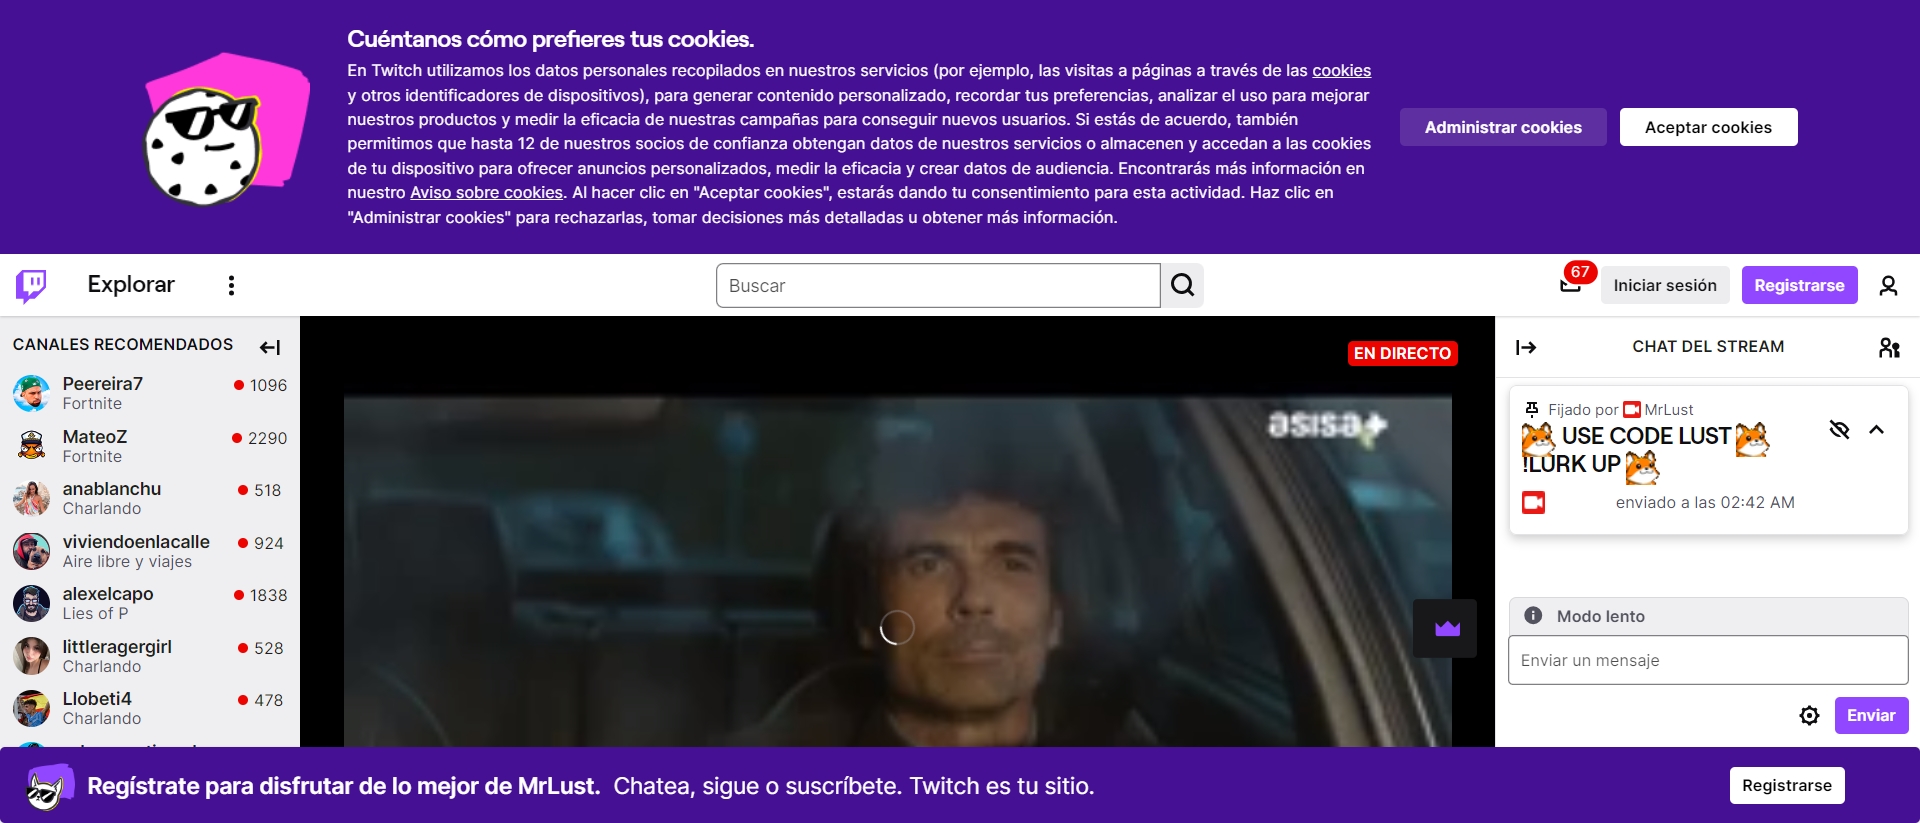 Cuéntanos cómo prefieres tus cookies.
En Twitch utilizamos los datos personales recopilados en nuestros servicios (por ejemplo, las visitas a páginas a través de las cookies
y otros identificadores de dispositivos), para generar contenido personalizado, recordar tus preferencias, analizar el uso para mejorar
nuestros productos y medir la eficacia de nuestras campañas para conseguir nuevos usuarios. Si estás de acuerdo, también
permitimos que hasta 12 de nuestros socios de confianza obtengan datos de nuestros servicios o almacenen y accedan a las cookies
de tu dispositivo para ofrecer anuncios personalizados, medir la eficacia y crear datos de audiencia. Encontrarás más información en
nuestro Aviso sobre cookies. Al hacer clic en "Aceptar cookies", estarás dando tu consentimiento para esta actividad. Haz clic en
"Administrar cookies" para rechazarlas, tomar decisiones más detalladas u obtener más información.
Administrar cookies
Aceptar cookies
Explorar
Buscar
67
Iniciar sesión
Registrarse
CANALES RECOMENDADOS
Peereira7
1096
Fortnite
MateoZ
2290
Fortnite
anablanchu
518
Charlando
viviendoenlacalle
924
Aire libre y viajes
alexelcapo
1838
Lies of P
littleragergirl
528
Charlando
Llobeti4
478
Charlando
EN DIRECTO
asisa+
CHAT DEL STREAM
Fijado por MrLust
USE CODE LUST
!LURK UP
enviado a las 02:42 AM
Modo lento
Enviar un mensaje
Enviar
Regístrate para disfrutar de lo mejor de MrLust. Chatea, sigue o suscríbete. Twitch es tu sitio.
Registrarse